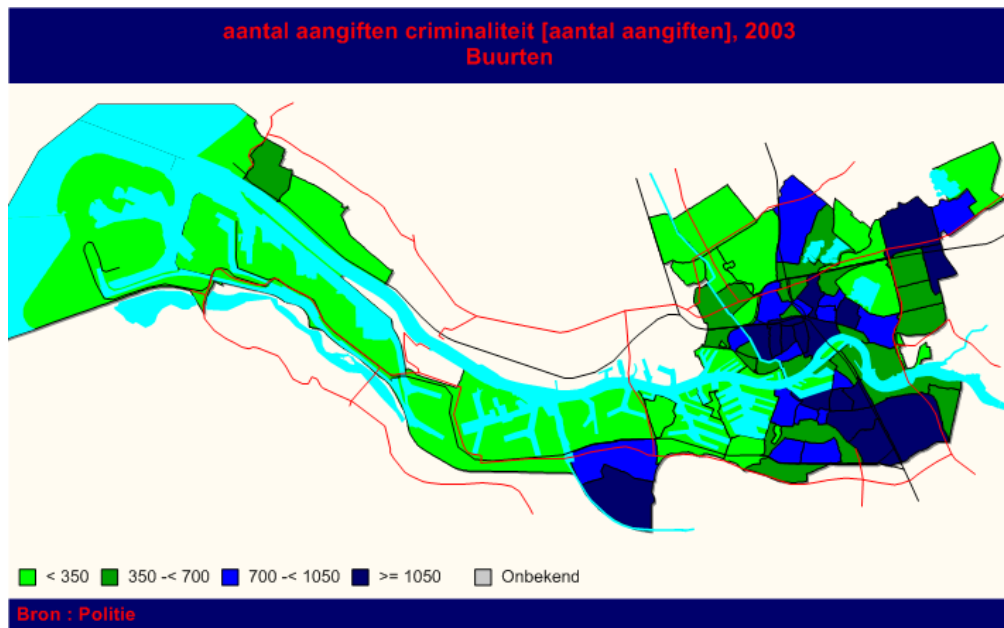 aantal aangiften criminaliteit [aantal aangiften], 2003
Buurten
< 350 350 -< 700 700 -< 1050 >= 1050 Onbekend
Bron : Politie